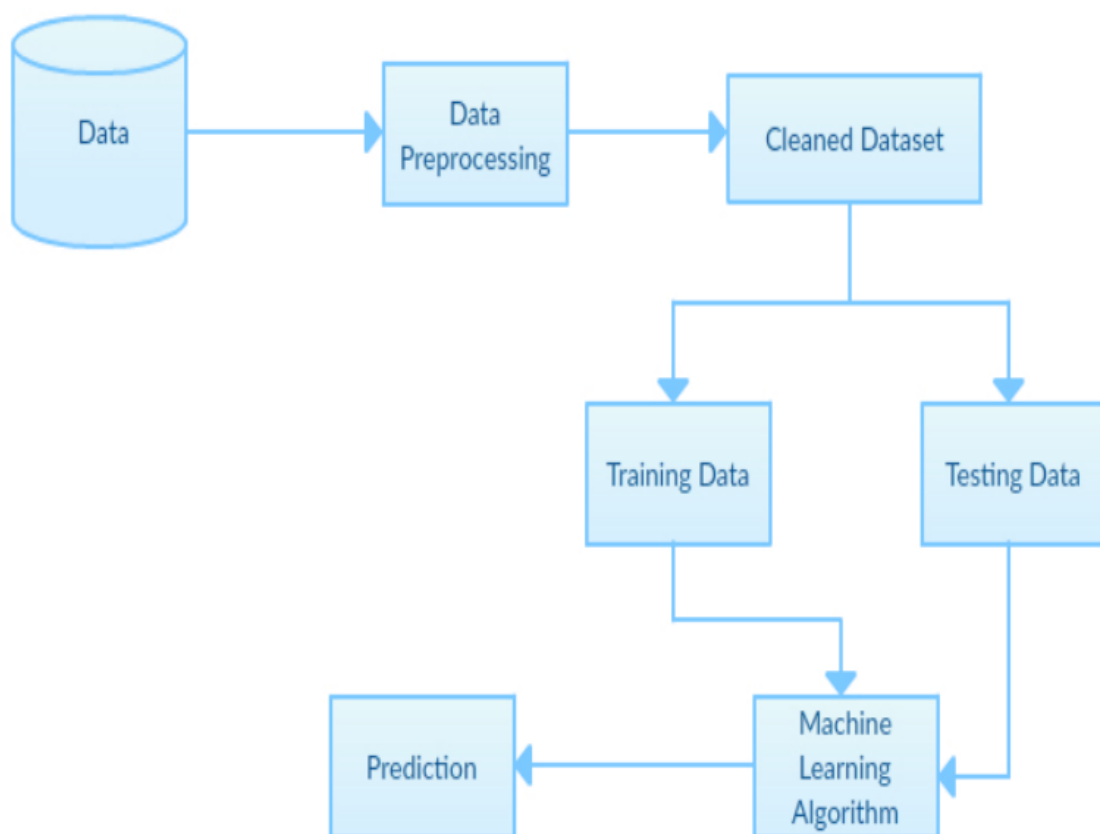 Data
Data
Preprocessing
Cleaned Dataset
Training Data
Testing Data
Machine
Learning
Algorithm
Prediction